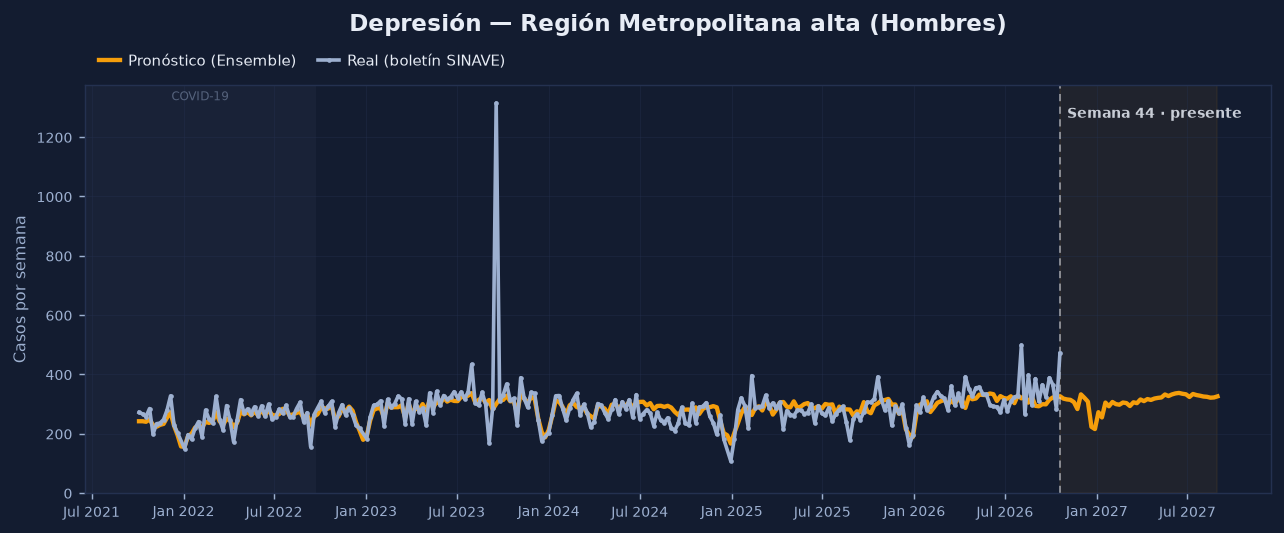 Depresión — Región Metropolitana alta (Hombres)
Pronóstico (Ensemble) Real (boletín SINAVE)
COVID-19
Semana 44 · presente
Casos por semana
1200
1000
800
600
400
200
0
Jul 2021 Jan 2022 Jul 2022 Jan 2023 Jul 2023 Jan 2024 Jul 2024 Jan 2025 Jul 2025 Jan 2026 Jul 2026 Jan 2027 Jul 2027